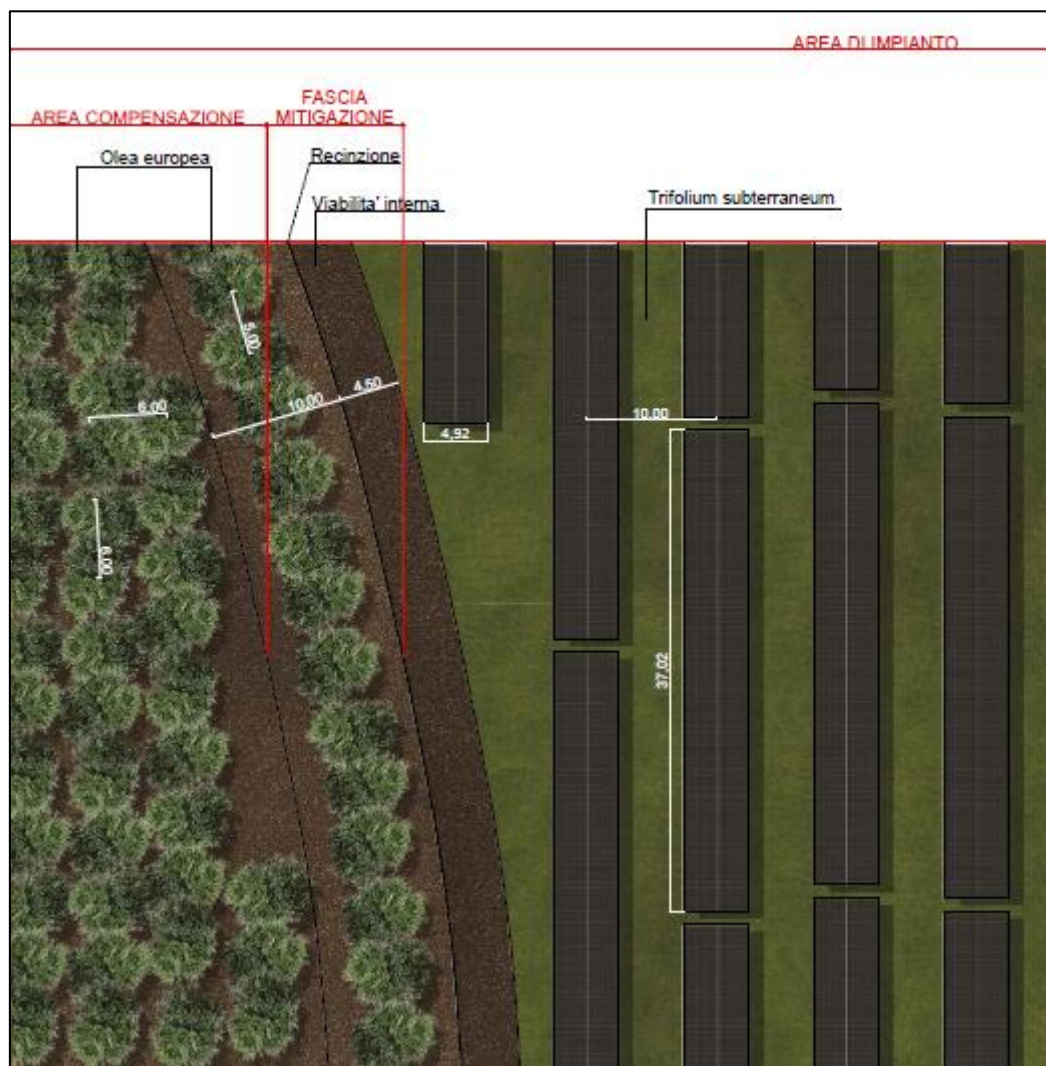 AREA DI IMPIANTO
FASCIA
AREA COMPENSAZIONE
MITIGAZIONE
Olea europea
Recinzione
Viabilita' interna
Trifolium subterraneum
5,00
4.50
10.00
6.00
10.00
4,92
6.00
37,02